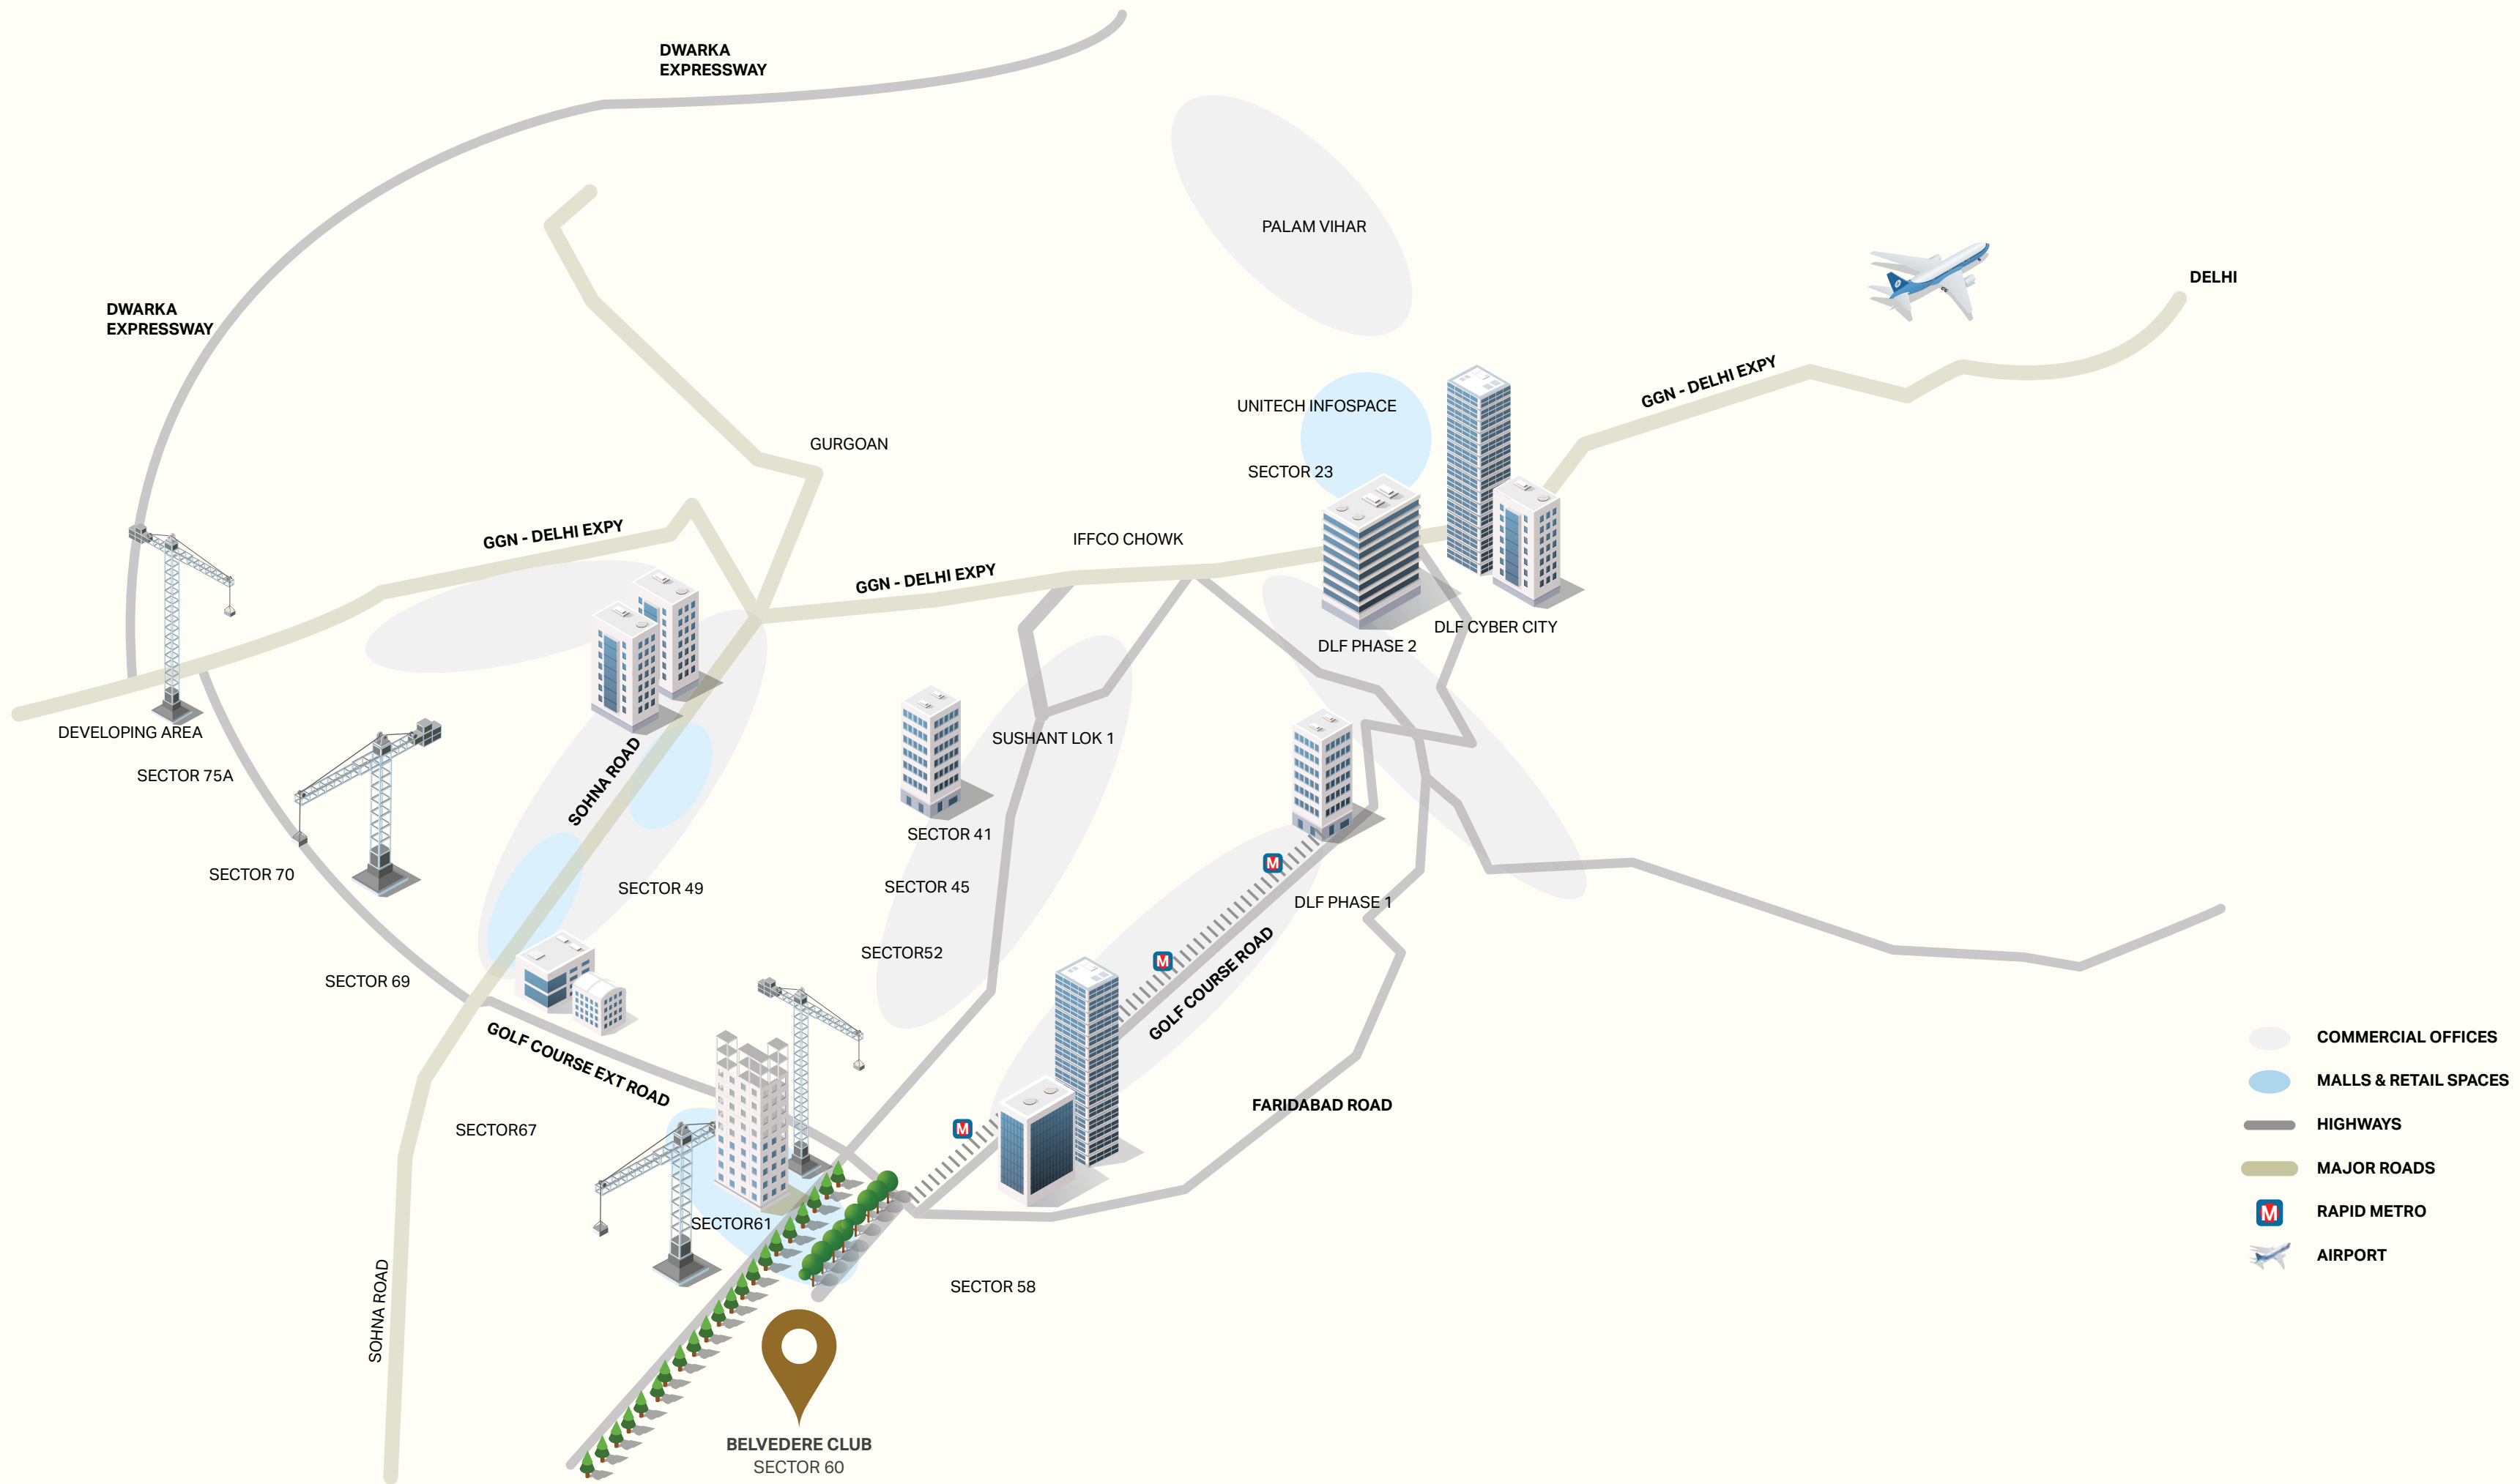 DWARKA
EXPRESSWAY
PALAM VIHAR
DELHI
DWARKA
EXPRESSWAY
GGN - DELHI EXPY
UNITECH INFOSPACE
GURGOAN
SECTOR 23
GGN - DELHI EXPY
IFFCO CHOWK
GGN - DELHI EXPY
DLF CYBER CITY
DLF PHASE 2
DEVELOPING AREA
SUSHANT LOK 1
SECTOR 75A
SOHNA ROAD
SECTOR 41
M
SECTOR 70
SECTOR 49
SECTOR 45
DLF PHASE 1
SECTOR52
M
SECTOR 69
GOLF COURSE ROAD
GOLF COURSE EXT ROAD
COMMERCIAL OFFICES
MALLS & RETAIL SPACES
FARIDABAD ROAD
HIGHWAYS
SECTOR67
M
MAJOR ROADS
M
RAPID METRO
SECTOR61
AIRPORT
SECTOR 58
SOHNA ROAD
BELVEDERE CLUB
SECTOR 60